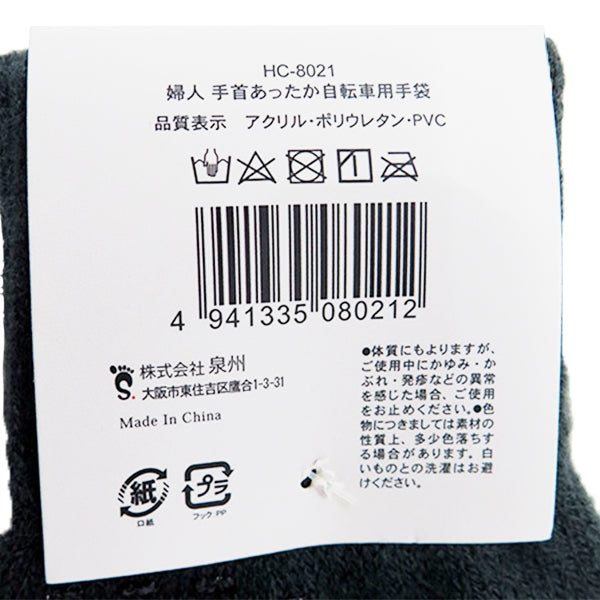 HC-8021
婦人 手首あったか自転車用手袋
品質表示 アクリル・ポリウレタン・PVC
4 941335 080212
株式会社 泉州
大阪市東住吉区鷹合1-3-31
Made In China
●体質にもよりますが、
ご使用中にかゆみ・か
ぶれ・発疹などの異常
を感じた場合、ご使用
をお止めください。●色
物につきましては素材の
性質上、多少色落ちする
場合があります。白
いものとの洗濯はお避
けください。
紙
口紙
プラ
フック PP